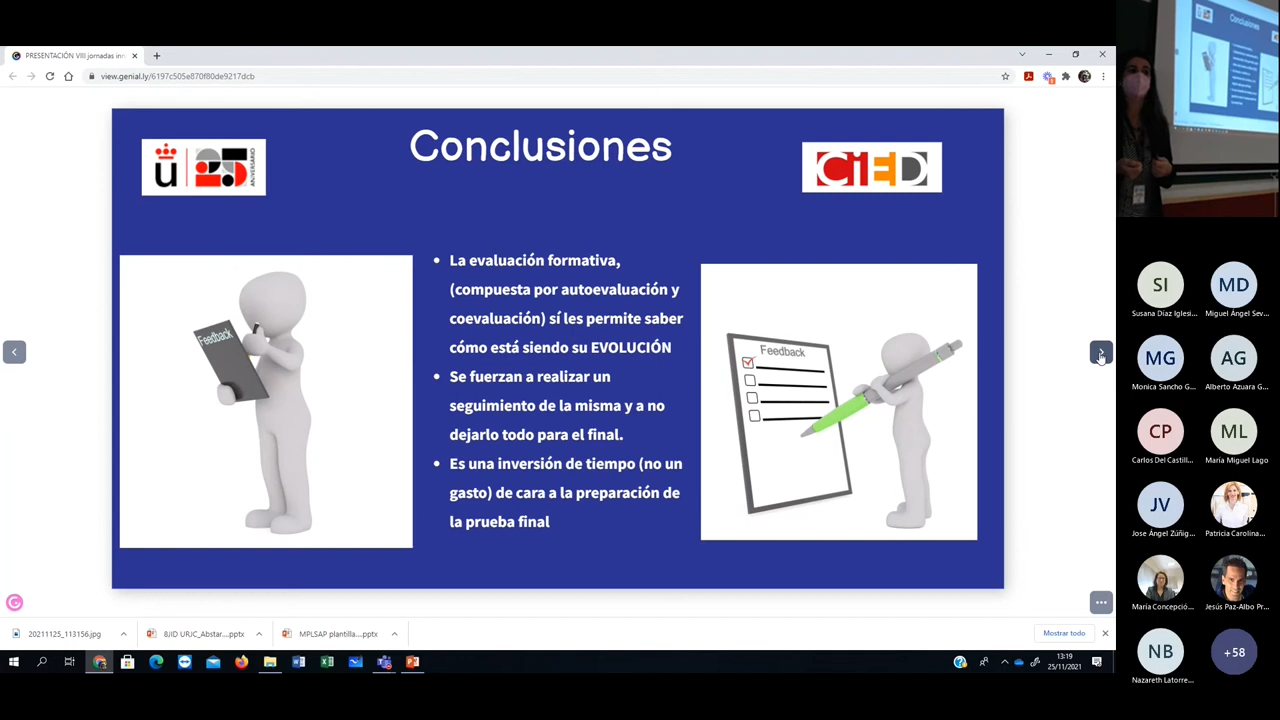 PRESENTACIÓN VIII jornadas inn
view.genial.ly/6197c505e870f80de9217dcb
Conclusiones
ü 25 ANIVERSARIO
CiED
La evaluación formativa,
(compuesta por autoevaluación y
coevaluación) sí les permite saber
cómo está siendo su EVOLUCIÓN
Se fuerzan a realizar un
seguimiento de la misma y a no
dejarlo todo para el final.
Es una inversión de tiempo (no un
gasto) de cara a la preparación de
la prueba final
Feedback
Feedback
20211125_113156.jpg
8JID URJC_Abstar....pptx
MPLSAP plantilla....pptx
Mostrar todo
13:19
25/11/2021
Conclusiones
SI
MD
Susana Díaz Iglesi...
Miguel Ángel Sev...
MG
AG
Monica Sancho G...
Alberto Azuara G...
CP
ML
Carlos Del Castill...
María Miguel Lago
JV
Jose Ángel Zúñig...
Patricia Carolina...
María Concepció...
Jesús Paz-Albo Pr...
NB
+58
Nazareth Latorre...